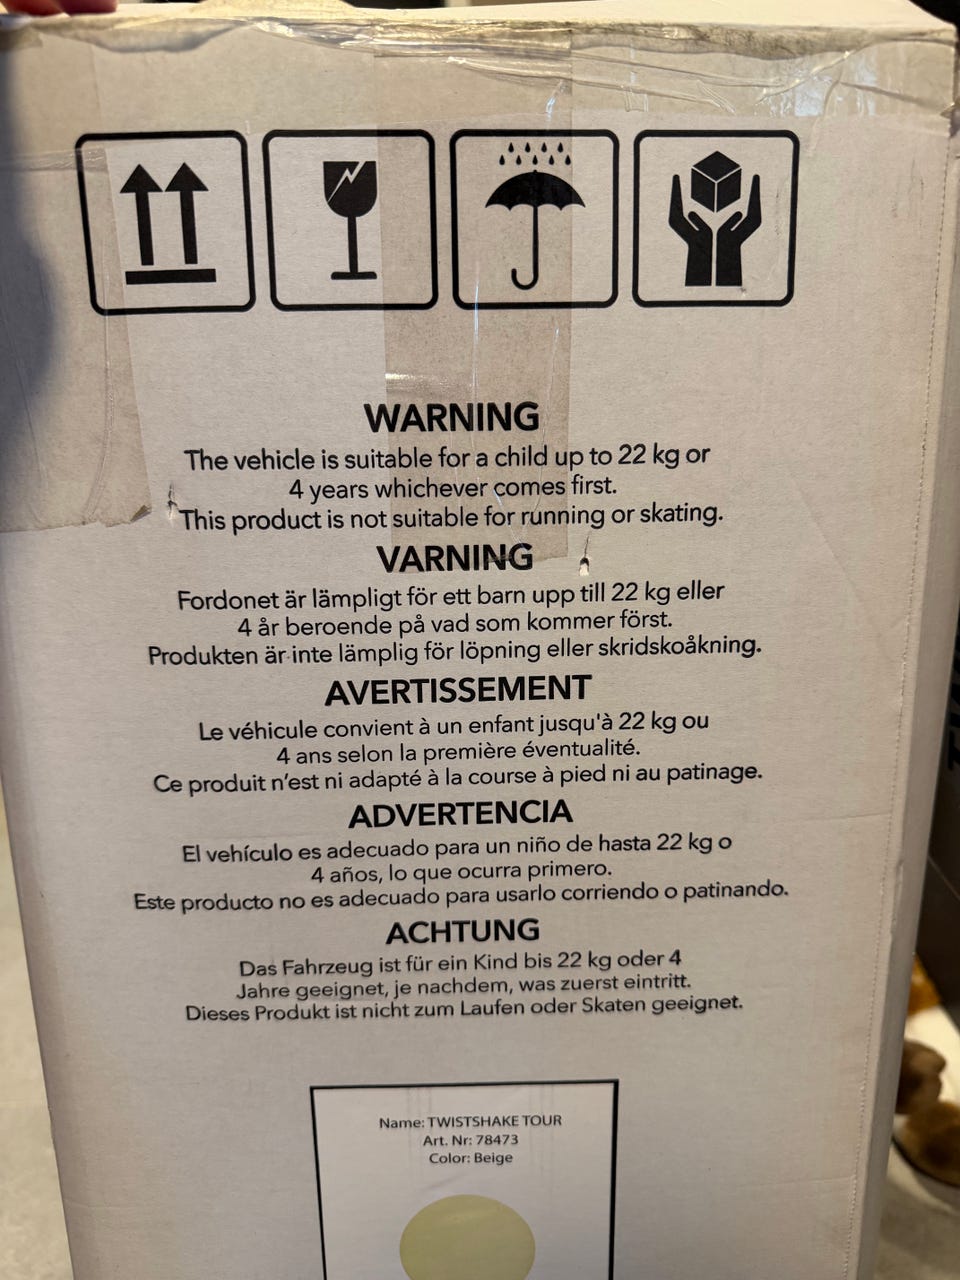 WARNING
The vehicle is suitable for a child up to 22 kg or
4 years whichever comes first.
This product is not suitable for running or skating.
VARNING
Fordonet är lämpligt för ett barn upp till 22 kg eller
4 år beroende på vad som kommer först.
Produkten är inte lämplig för löpning eller skridskoåkning.
AVERTISSEMENT
Le véhicule convient à un enfant jusqu'à 22 kg ou
4 ans selon la première éventualité.
Ce produit n'est ni adapté à la course à pied ni au patinage.
ADVERTENCIA
El vehículo es adecuado para un niño de hasta 22 kg o
4 años, lo que ocurra primero.
Este producto no es adecuado para usarlo corriendo o patinando.
ACHTUNG
Das Fahrzeug ist für ein Kind bis 22 kg oder 4
Jahre geeignet, je nachdem, was zuerst eintritt.
Dieses Produkt ist nicht zum Laufen oder Skaten geeignet.
Name: TWISTSHAKE TOUR
Art. Nr: 78473
Color: Beige